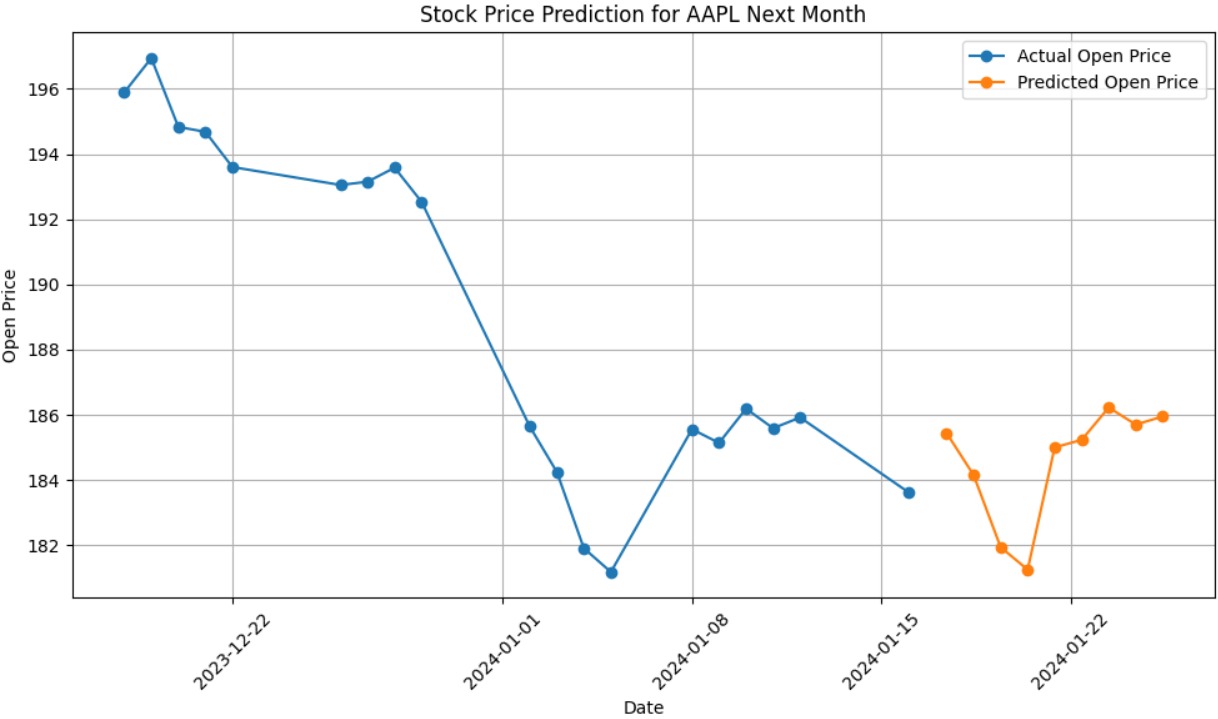 Stock Price Prediction for AAPL Next Month
Actual Open Price
Predicted Open Price
Open Price
196
194
192
190
188
186
184
182
2023-12-22
2024-01-01
2024-01-08
2024-01-15
2024-01-22
Date